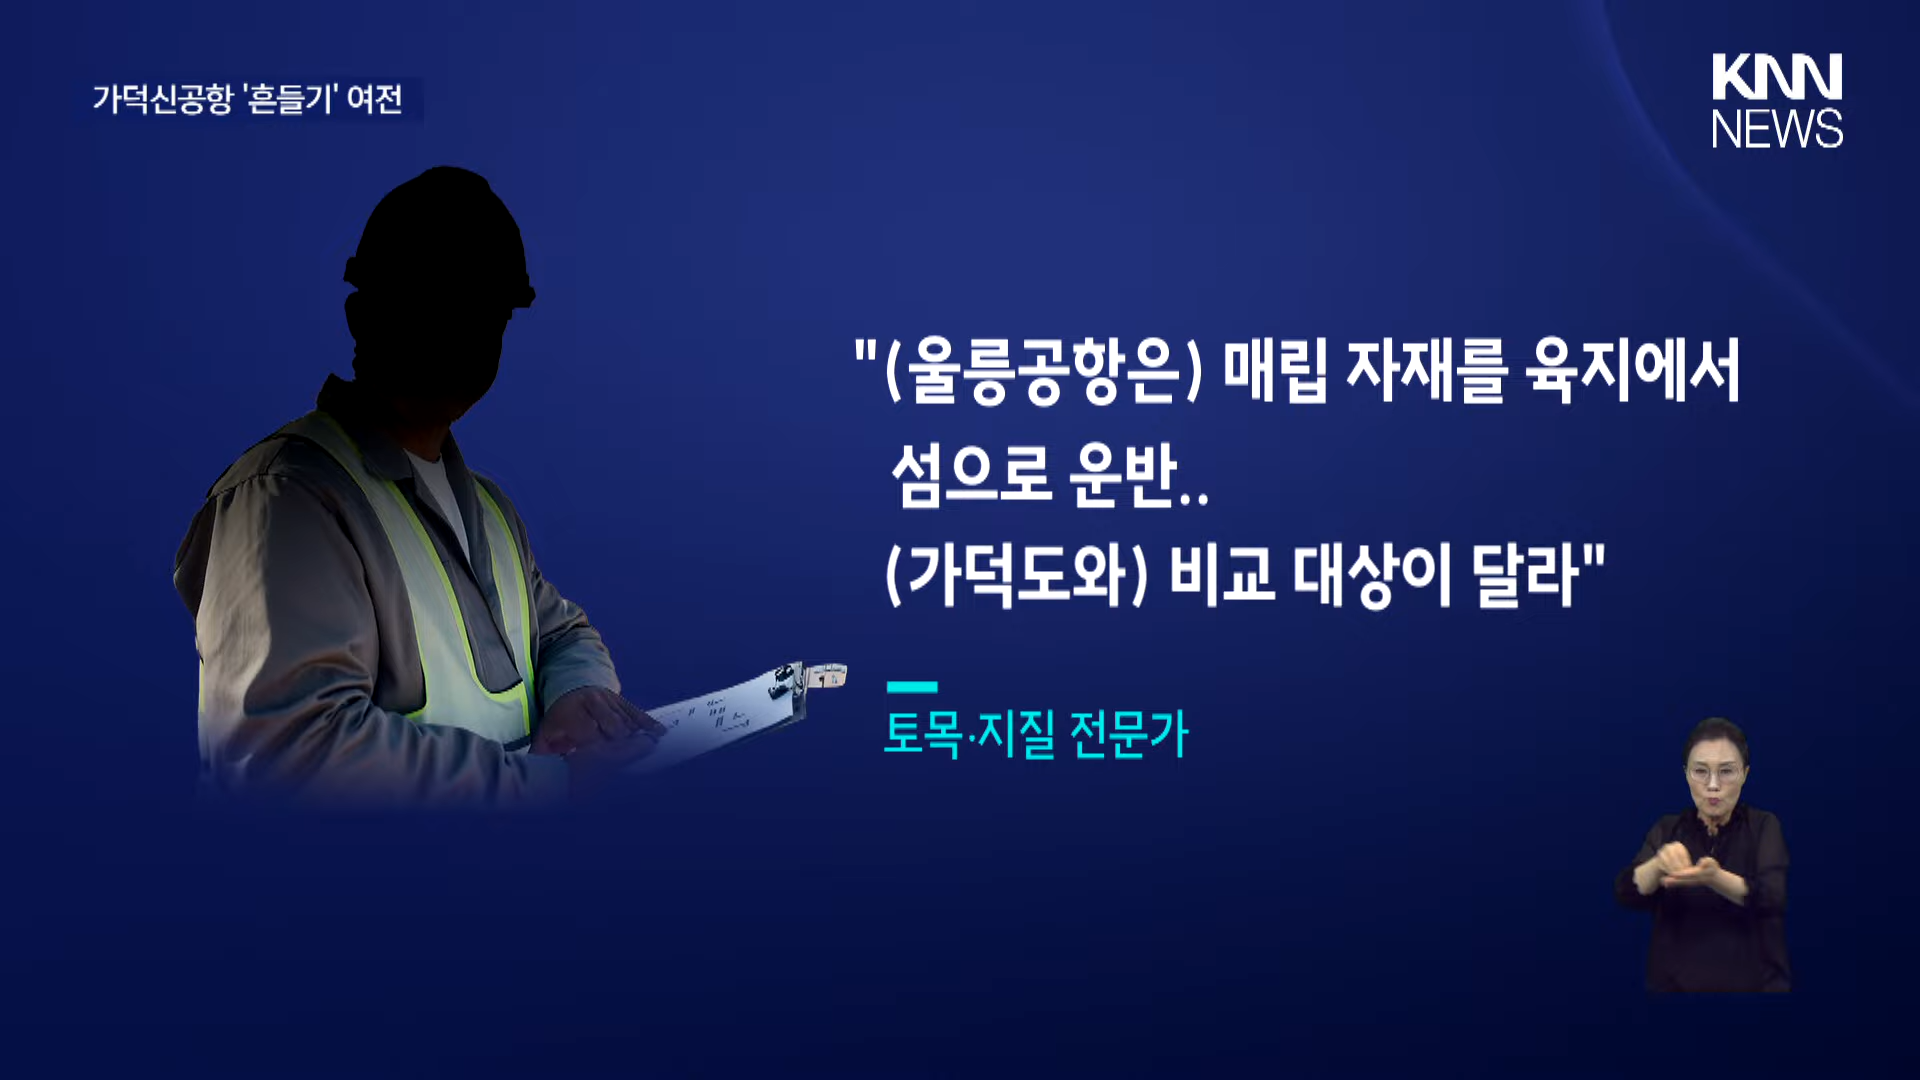 가덕신공항 '흔들기' 여전
KNN
NEWS
"(울릉공항은) 매립 자재를 육지에서
섬으로 운반..
(가덕도와) 비교 대상이 달라"
토목·지질 전문가